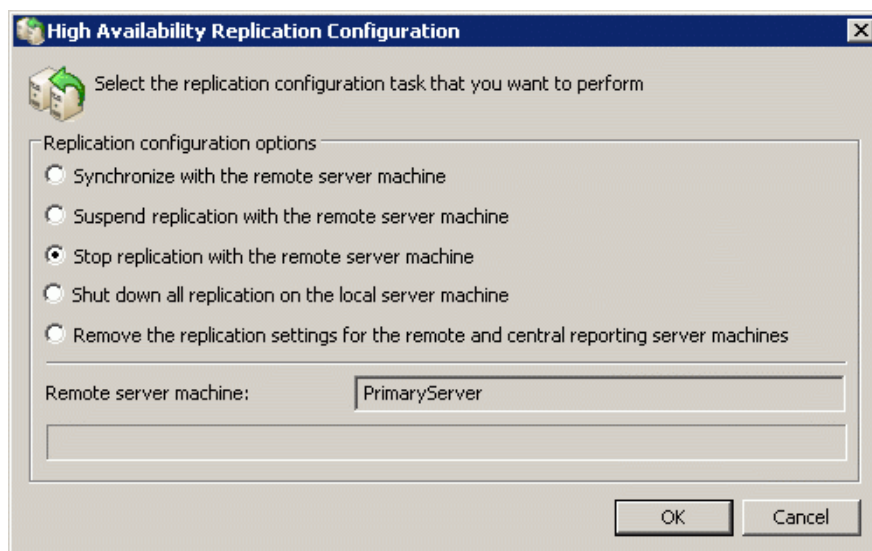 High Availability Replication Configuration
Select the replication configuration task that you want to perform
Replication configuration options
Synchronize with the remote server machine
Suspend replication with the remote server machine
Stop replication with the remote server machine
Shut down all replication on the local server machine
Remove the replication settings for the remote and central reporting server machines
Remote server machine: PrimaryServer
OK Cancel